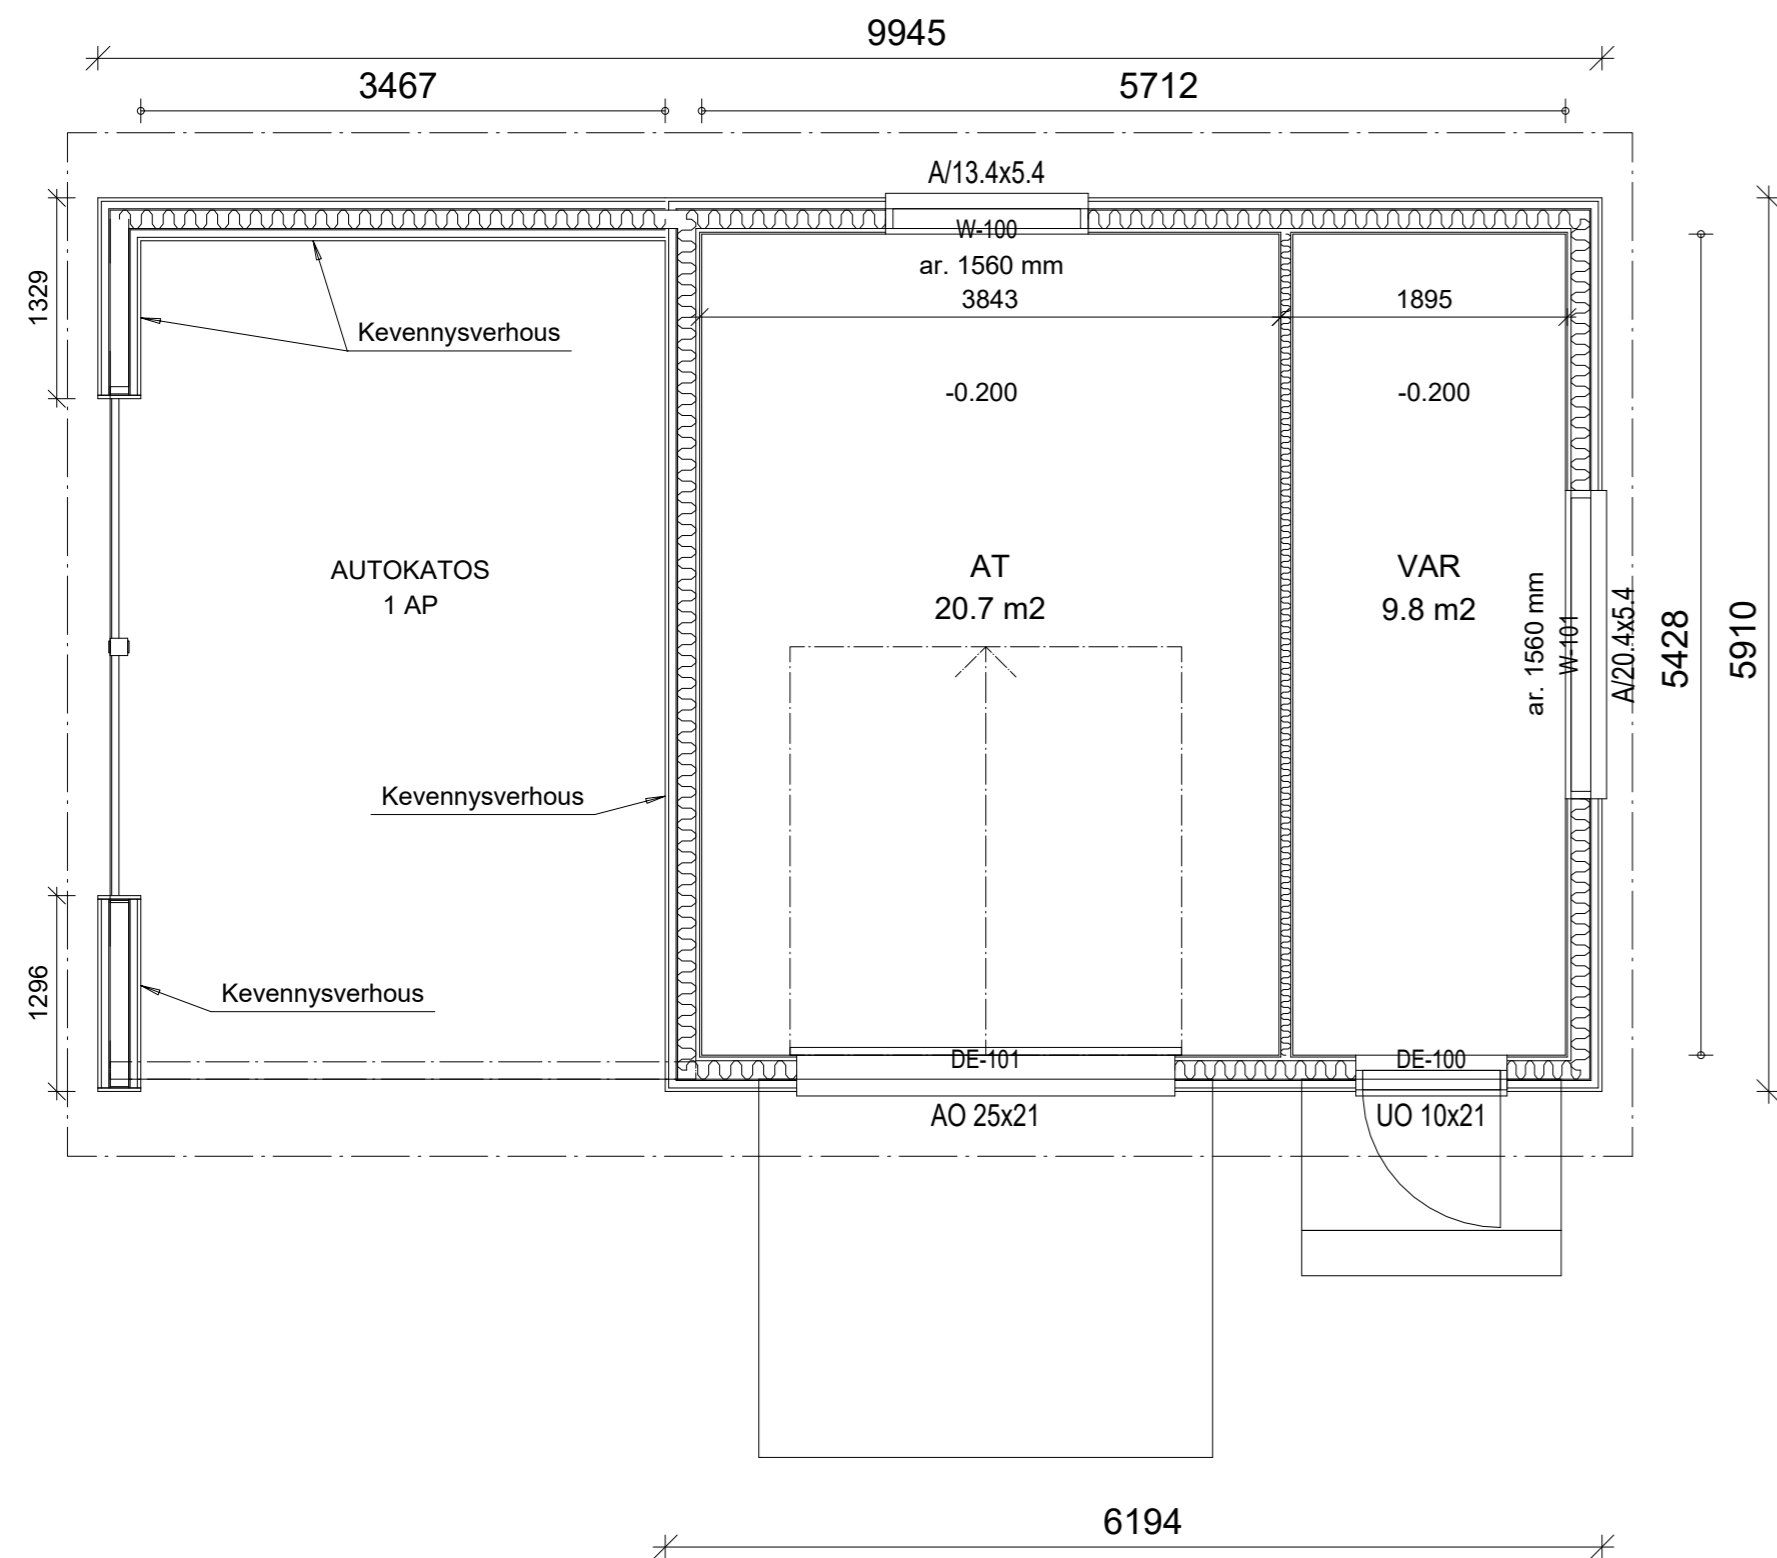 9945
3467
5712
A/13.4x5.4
W-100
ar. 1560 mm
3843
1895
1329
Kevennysverhous
-0.200
-0.200
AUTOKATOS
1 AP
AT
20.7 m2
VAR
9.8 m2
ar. 1560 mm
W-101
A/20.4x5.4
5428
5910
Kevennysverhous
1296
Kevennysverhous
DE-101
DE-100
AO 25x21
UO 10x21
6194